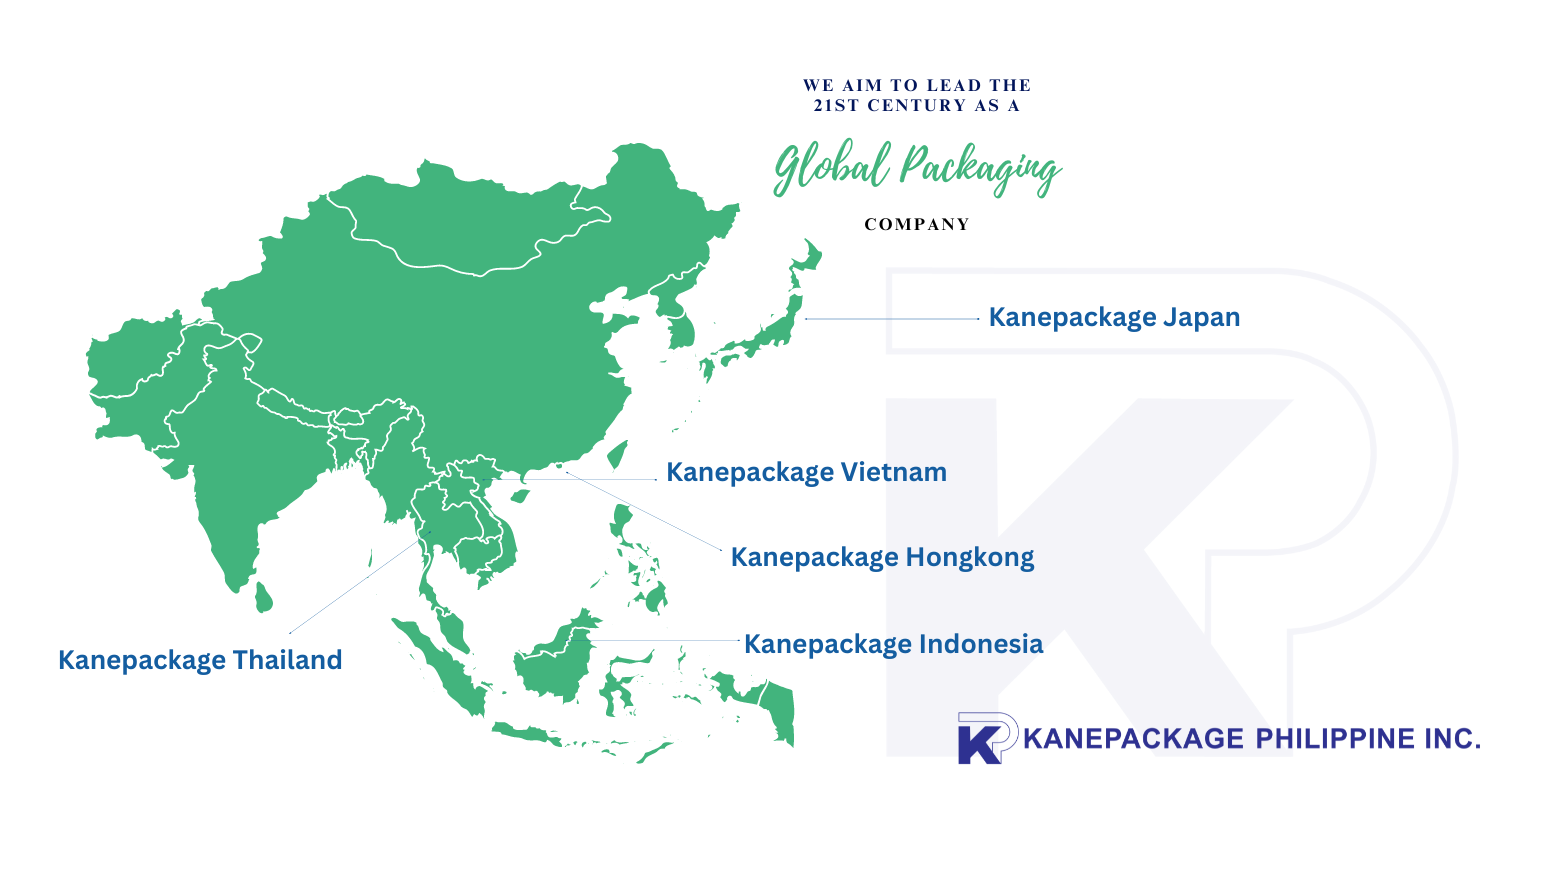 WE AIM TO LEAD THE
21ST CENTURY AS A
Global Packaging
COMPANY
Kanepackage Japan
Kanepackage Vietnam
Kanepackage Hongkong
Kanepackage Indonesia
Kanepackage Thailand
KP KANEPACKAGE PHILIPPINE INC.